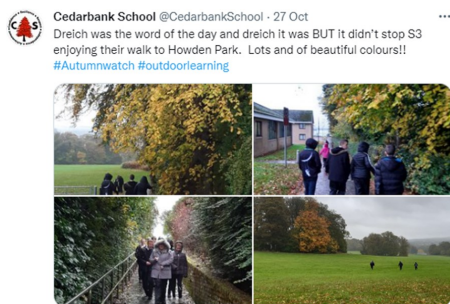 Cedarbank School @CedarbankSchool · 27 Oct
Dreich was the word of the day and dreich it was BUT it didn't stop S3
enjoying their walk to Howden Park. Lots and of beautiful colours!!
#Autumnwatch #outdoorlearning